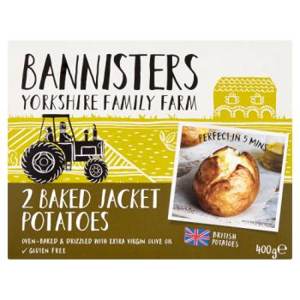 BANNISTERS
YORKSHIRE FAMILY FARM
PERFECT IN 5 MINS
2 BAKED JACKET
POTATOES
OVEN-BAKED & DRIZZLED WITH EXTRA VIRGIN OLIVE OIL
✓ GLUTEN FREE
BRITISH
POTATOES
400g e